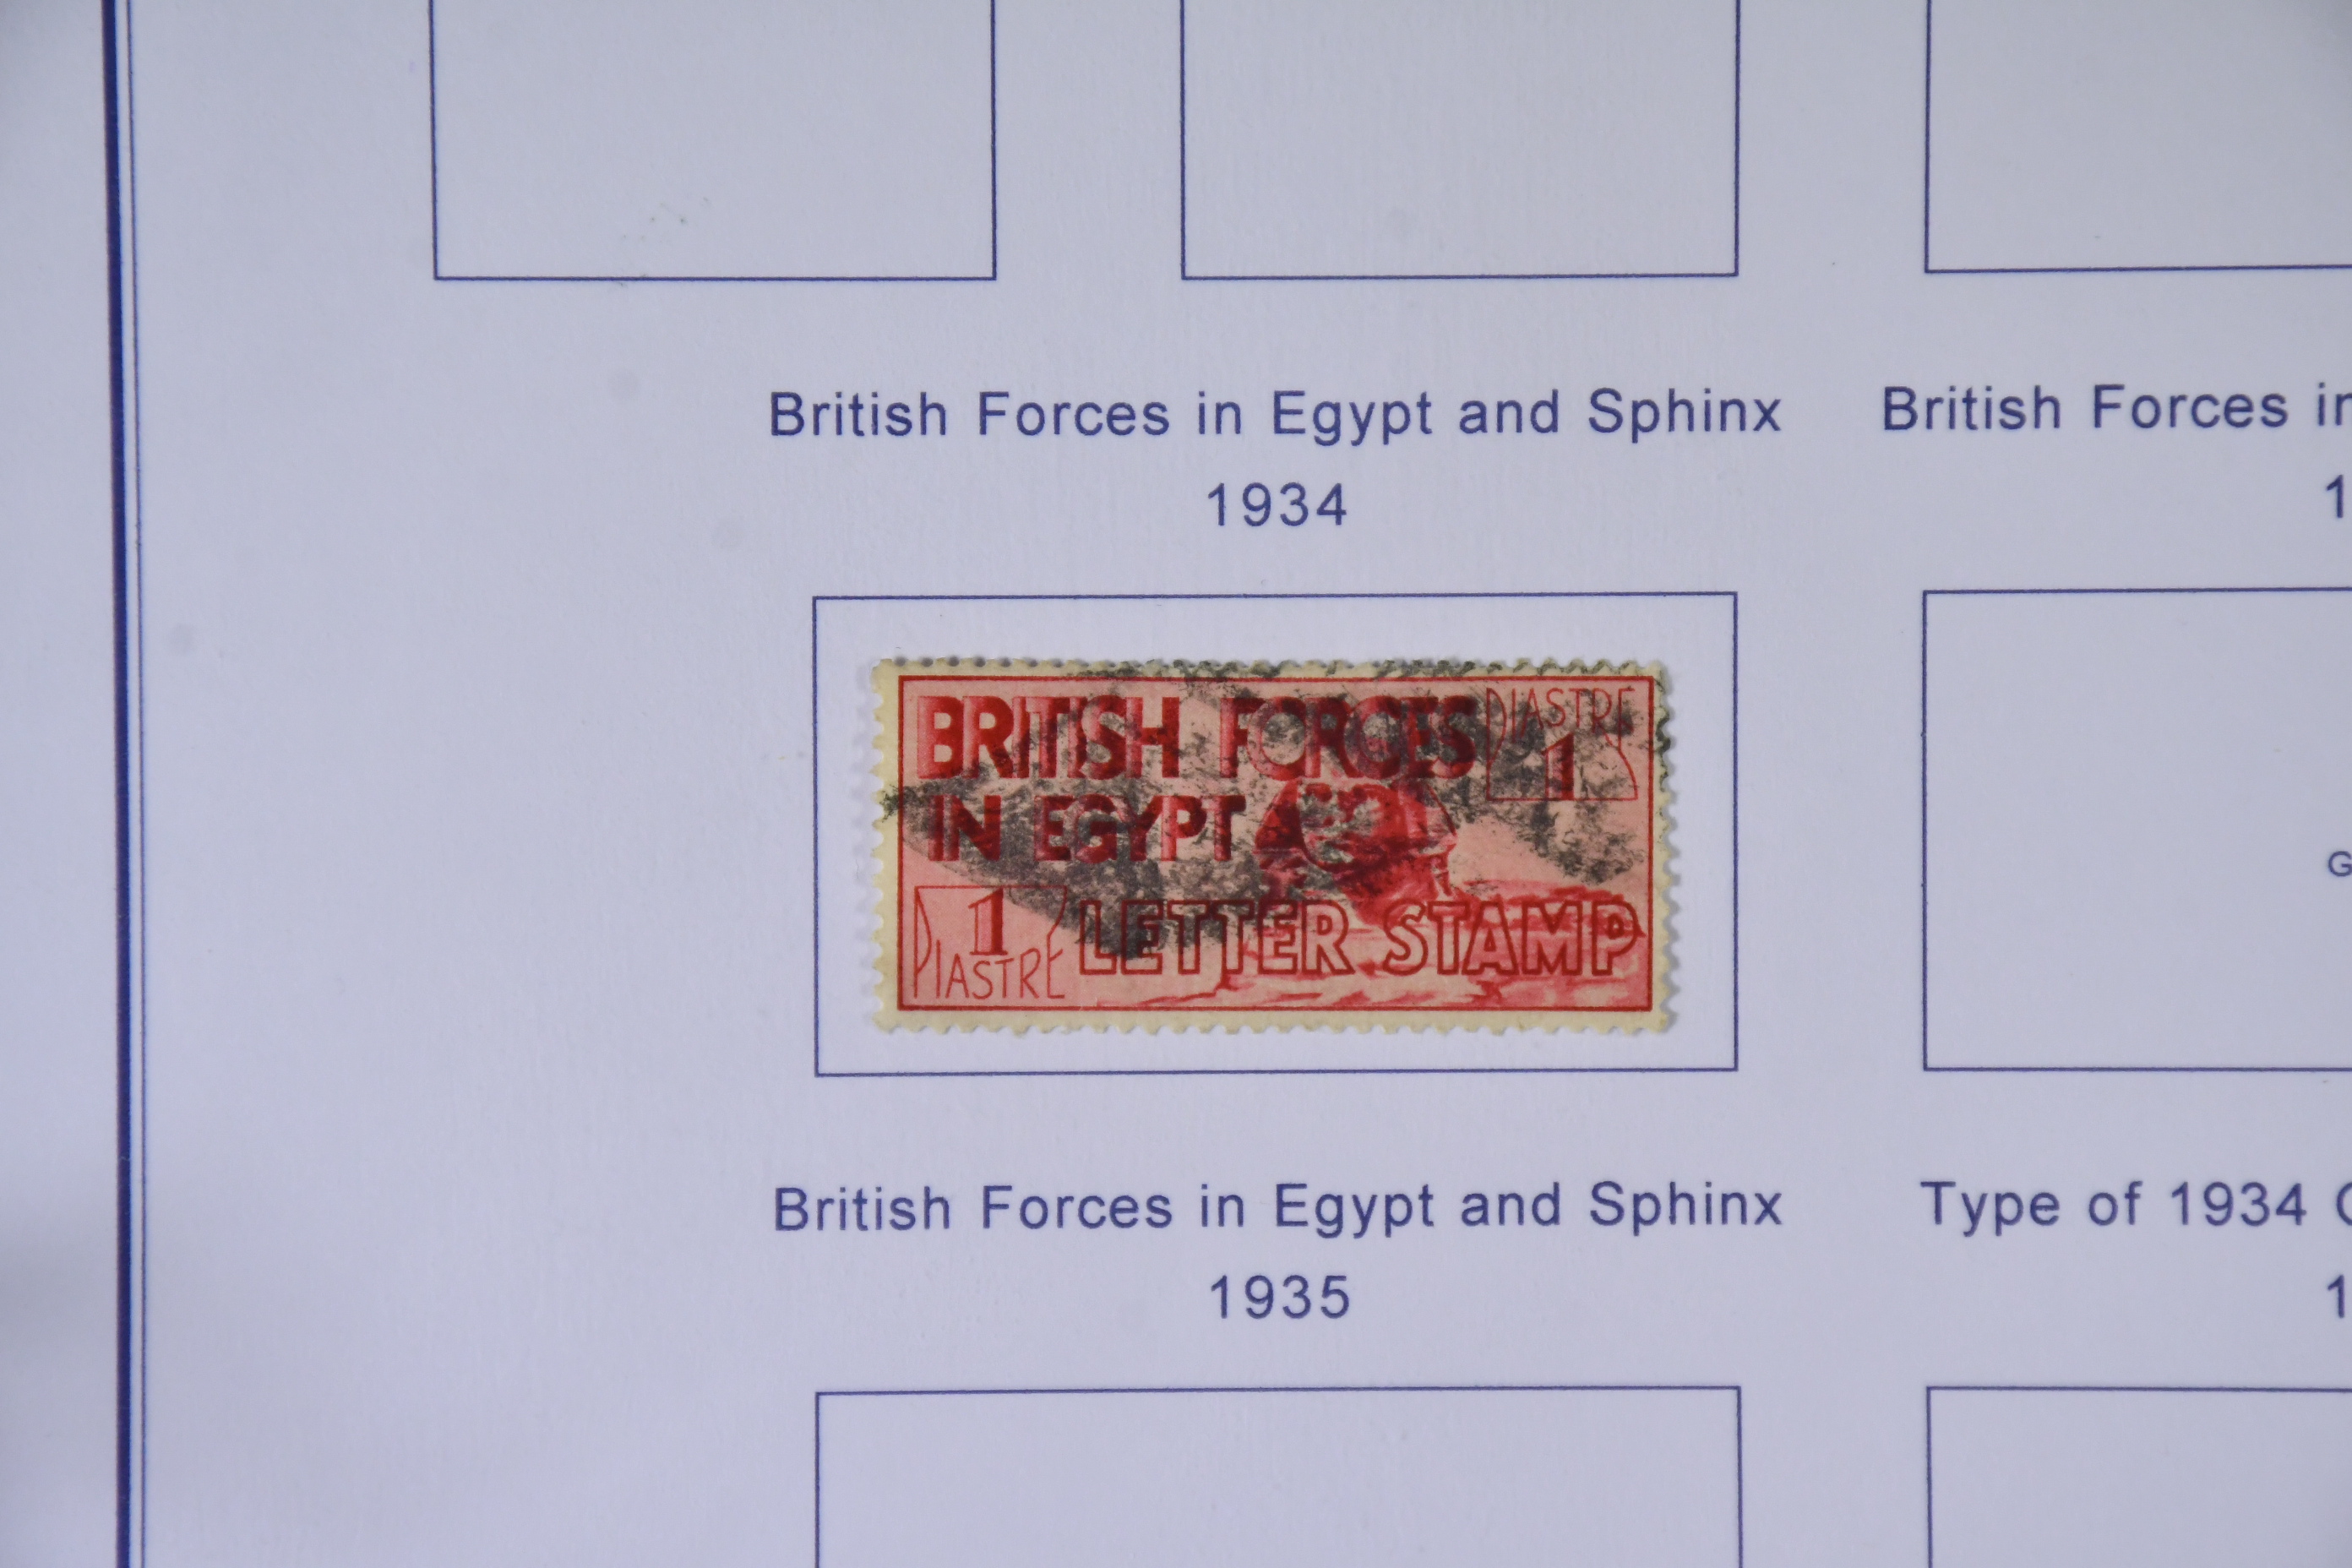 British Forces in Egypt and Sphinx
1934
British Forces in
1
BRITISH FORCES
IN EGYPT
PIASTRE
1
1
PIASTRE
LETTER STAMP
G
British Forces in Egypt and Sphinx
1935
Type of 1934
1